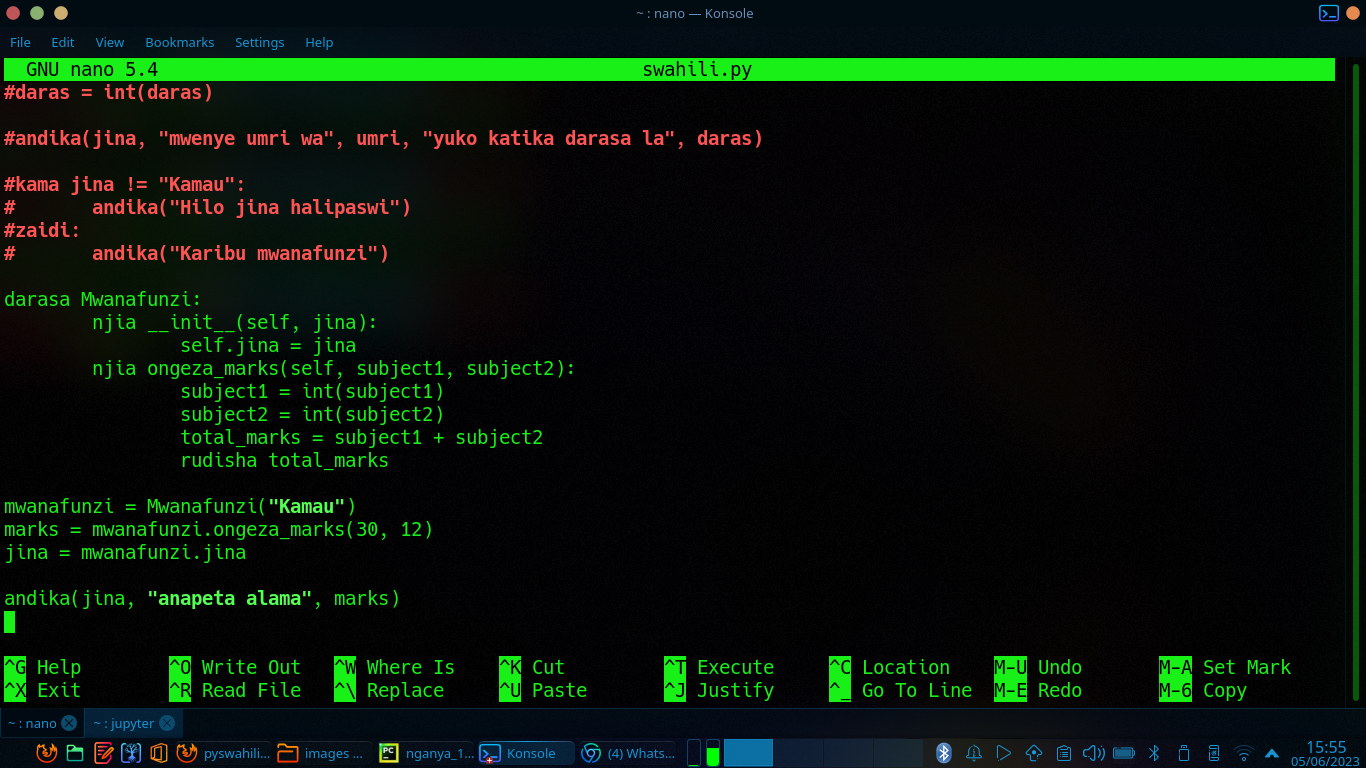 ~ : nano — Konsole
File Edit View Bookmarks Settings Help
GNU nano 5.4 swahili.py
#daras = int(daras)
#andika(jina, "mwenye umri wa", umri, "yuko katika darasa la", daras)
#kama jina != "Kamau":
#       andika("Hilo jina halipaswi")
#zaidi:
#       andika("Karibu mwanafunzi")
darasa Mwanafunzi:
        njia __init__(self, jina):
                self.jina = jina
        njia ongeza_marks(self, subject1, subject2):
                subject1 = int(subject1)
                subject2 = int(subject2)
                total_marks = subject1 + subject2
                rudisha total_marks
mwanafunzi = Mwanafunzi("Kamau")
marks = mwanafunzi.ongeza_marks(30, 12)
jina = mwanafunzi.jina
andika(jina, "anapeta alama", marks)
^G Help ^O Write Out ^W Where Is ^K Cut ^T Execute ^C Location M-U Undo M-A Set Mark
^X Exit ^R Read File ^\ Replace ^U Paste ^J Justify ^_ Go To Line M-E Redo M-6 Copy
~ : nano ~ : jupyter
pyswahili... images ... PC nganya_1... Konsole (4) Whats... 15:55
05/06/2023